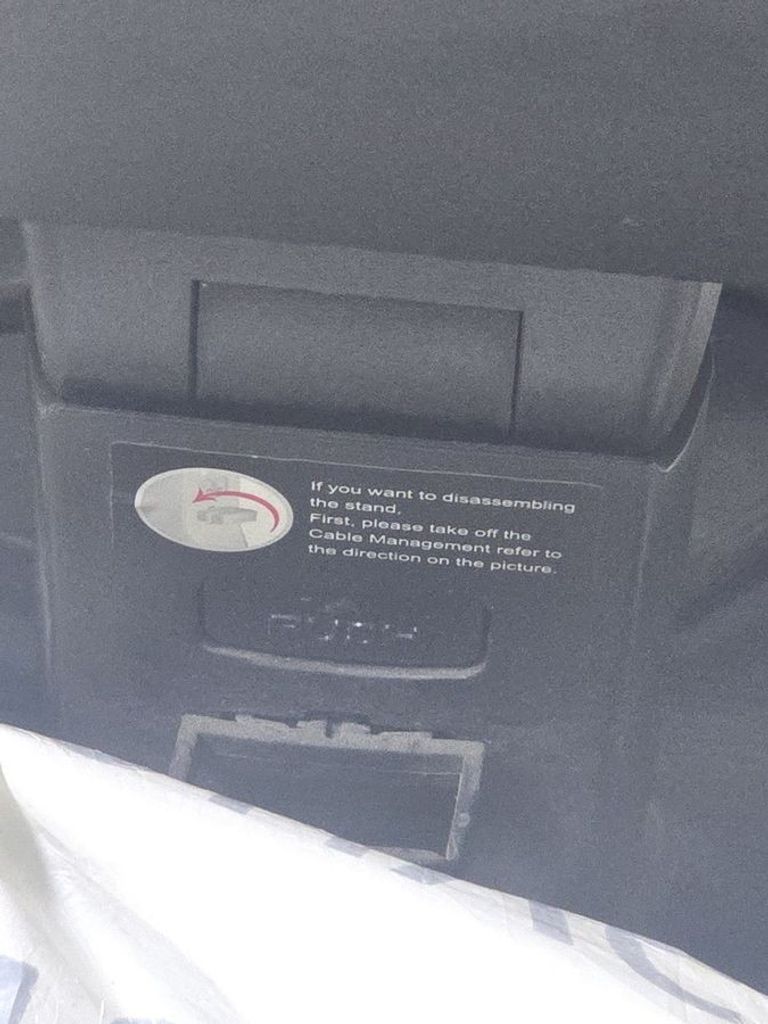 If you want to disassembling
the stand,
First, please take off the
Cable Management refer to
the direction on the picture.